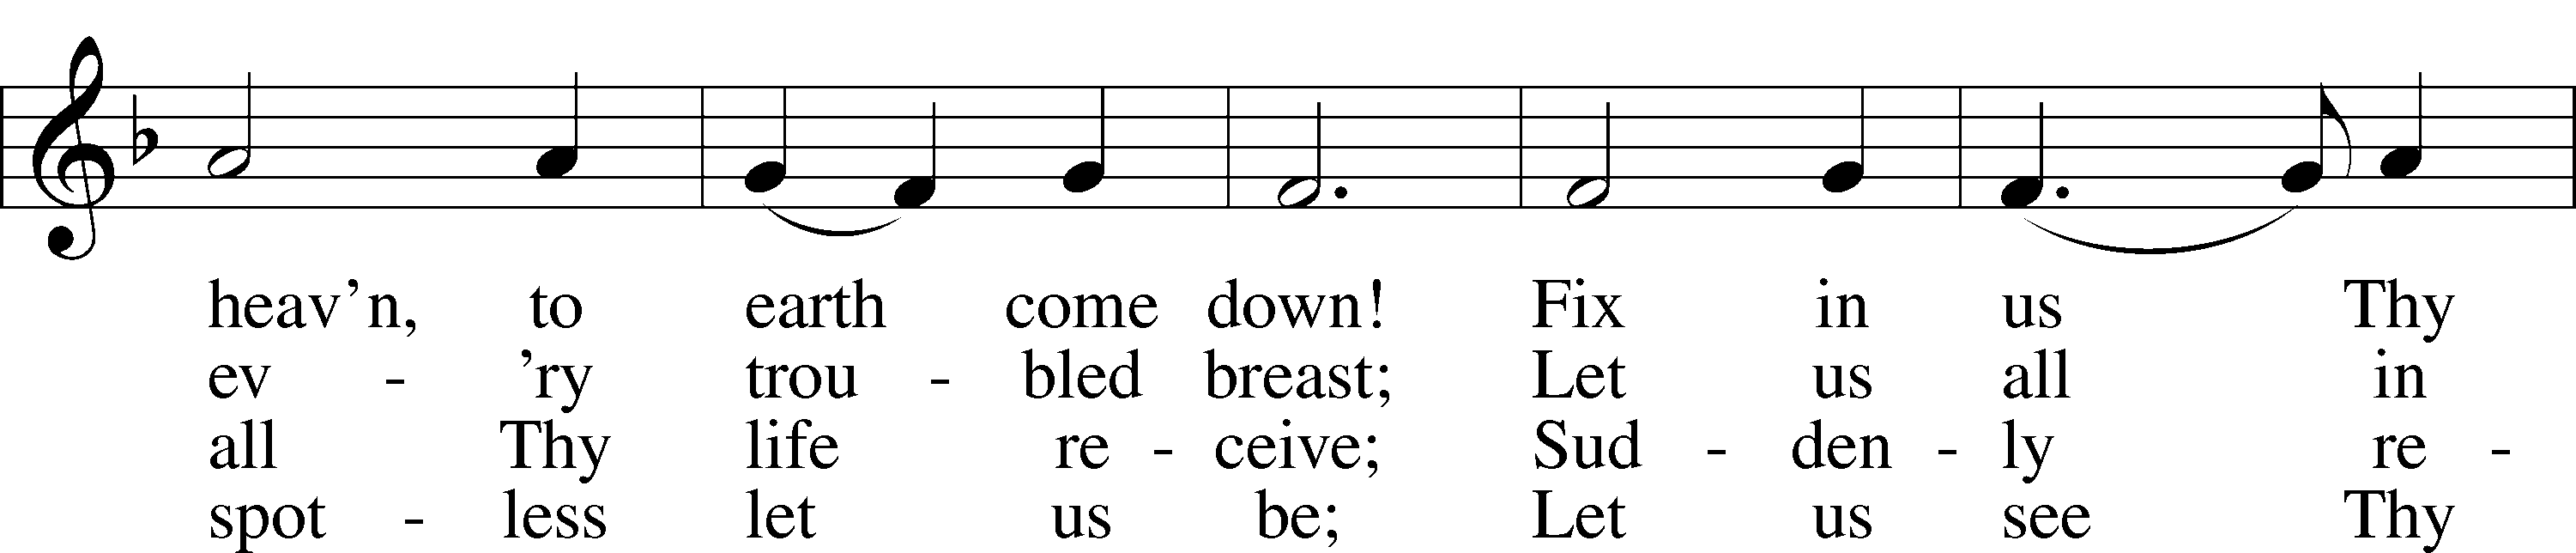 heav’n, to earth come down! Fix in us Thy
ev - ’ry trou - bled breast; Let us all in
all Thy life re - ceive; Sud - den - ly re -
spot - less let us be; Let us see Thy